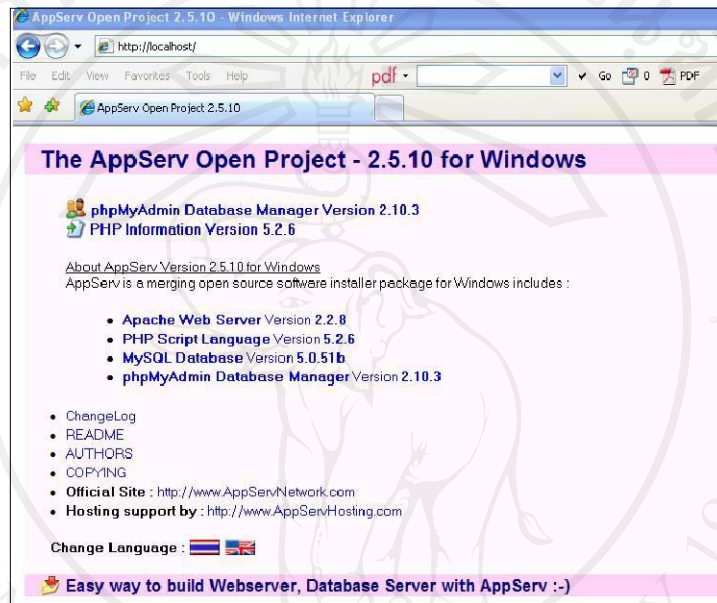 AppServ Open Project 2.5.10 - Windows Internet Explorer
http://localhost/
File Edit View Favorites Tools Help pdf Go 0 PDF
AppServ Open Project 2.5.10
The AppServ Open Project - 2.5.10 for Windows
phpMyAdmin Database Manager Version 2.10.3
PHP Information Version 5.2.6
About AppServ Version 2.5.10 for Windows
AppServ is a merging open source software installer package for Windows includes :
• Apache Web Server Version 2.2.8
• PHP Script Language Version 5.2.6
• MySQL Database Version 5.0.51b
• phpMyAdmin Database Manager Version 2.10.3
• ChangeLog
• README
• AUTHORS
• COPYING
• Official Site : http://www.AppServNetwork.com
• Hosting support by : http://www.AppServHosting.com
Change Language :
Easy way to build Webserver, Database Server with AppServ :-)